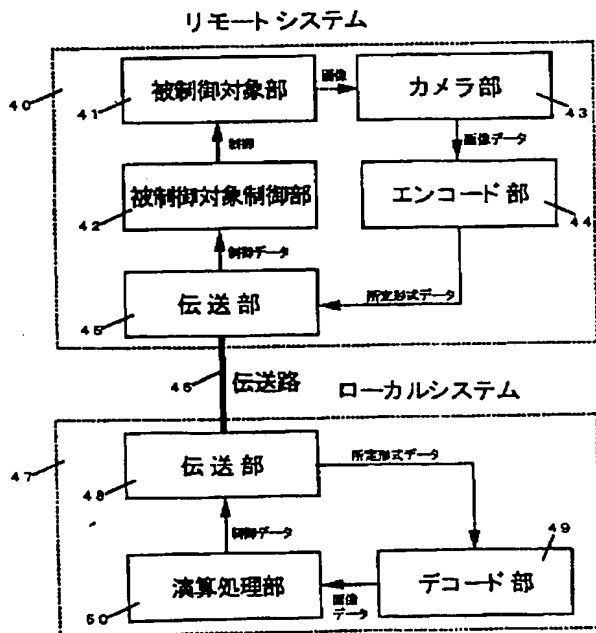 リモートシステム
40
41
被制御対象部
画像
カメラ部
43
制御
画像データ
42
被制御対象制御部
エンコード部
44
制御データ
45
伝送部
所定形式データ
46
伝送路
ローカルシステム
47
48
伝送部
所定形式データ
制御データ
49
50
演算処理部
画像
データ
デコード部